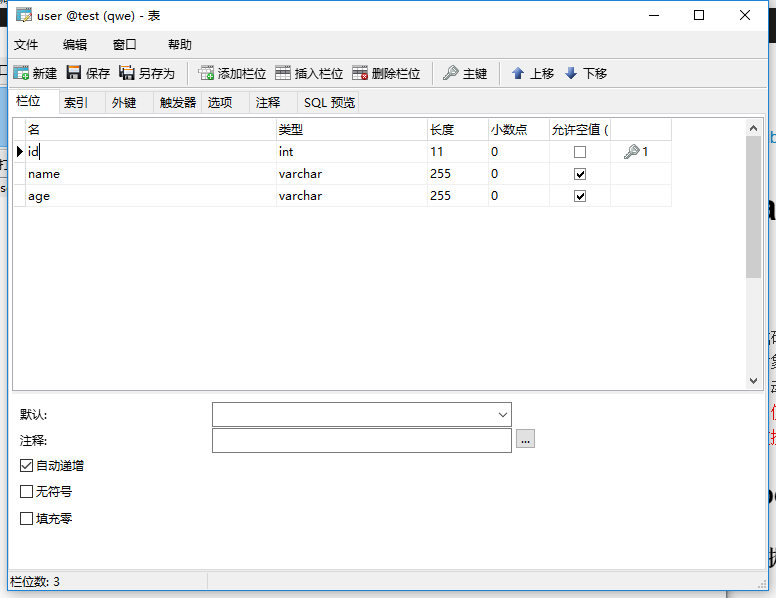 user @test (qwe) - 表
文件 编辑 窗口 帮助
新建 保存 另存为 添加栏位 插入栏位 删除栏位 主键 上移 下移
栏位 索引 外键 触发器 选项 注释 SQL 预览
名 类型 长度 小数点 允许空值 (
id int 11 0 1
name varchar 255 0
age varchar 255 0
默认:
注释:
...
自动递增
无符号
填充零
栏位数: 3